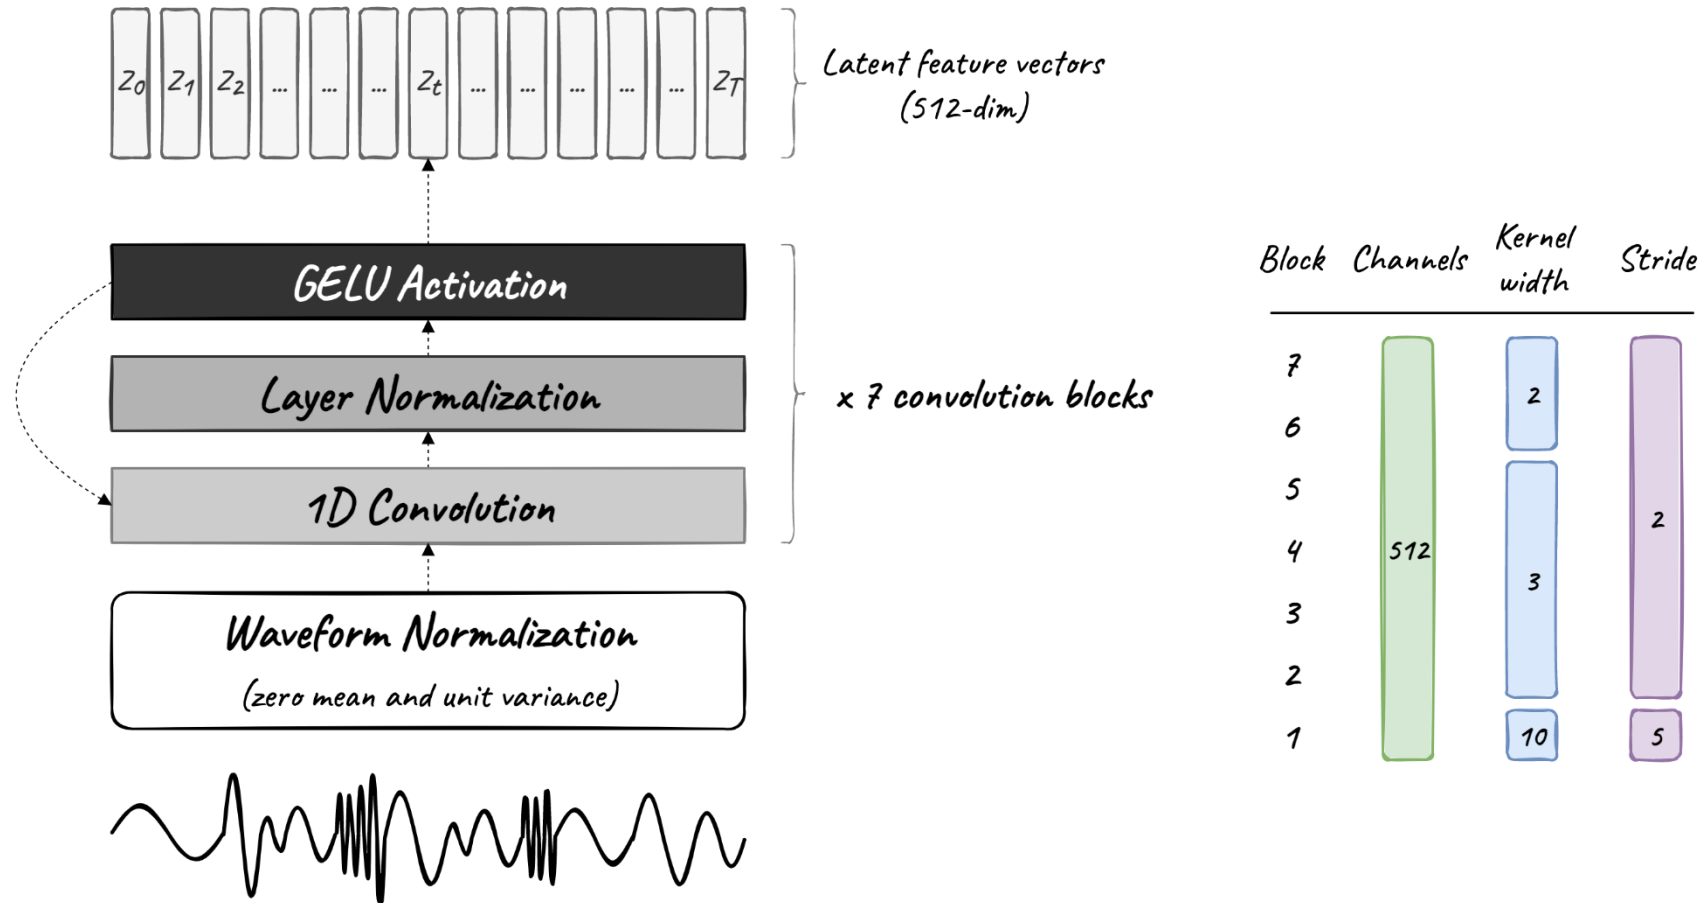 Z0 Z1 Z2 ... ... ... Zt ... ... ... ... ... ZT
Latent feature vectors
(512-dim)
GELU Activation
Layer Normalization
1D Convolution
x 7 convolution blocks
Waveform Normalization
(zero mean and unit variance)
Block Channels Kernel width Stride
7
6
5
4
3
2
1
512
2
3
10
2
5